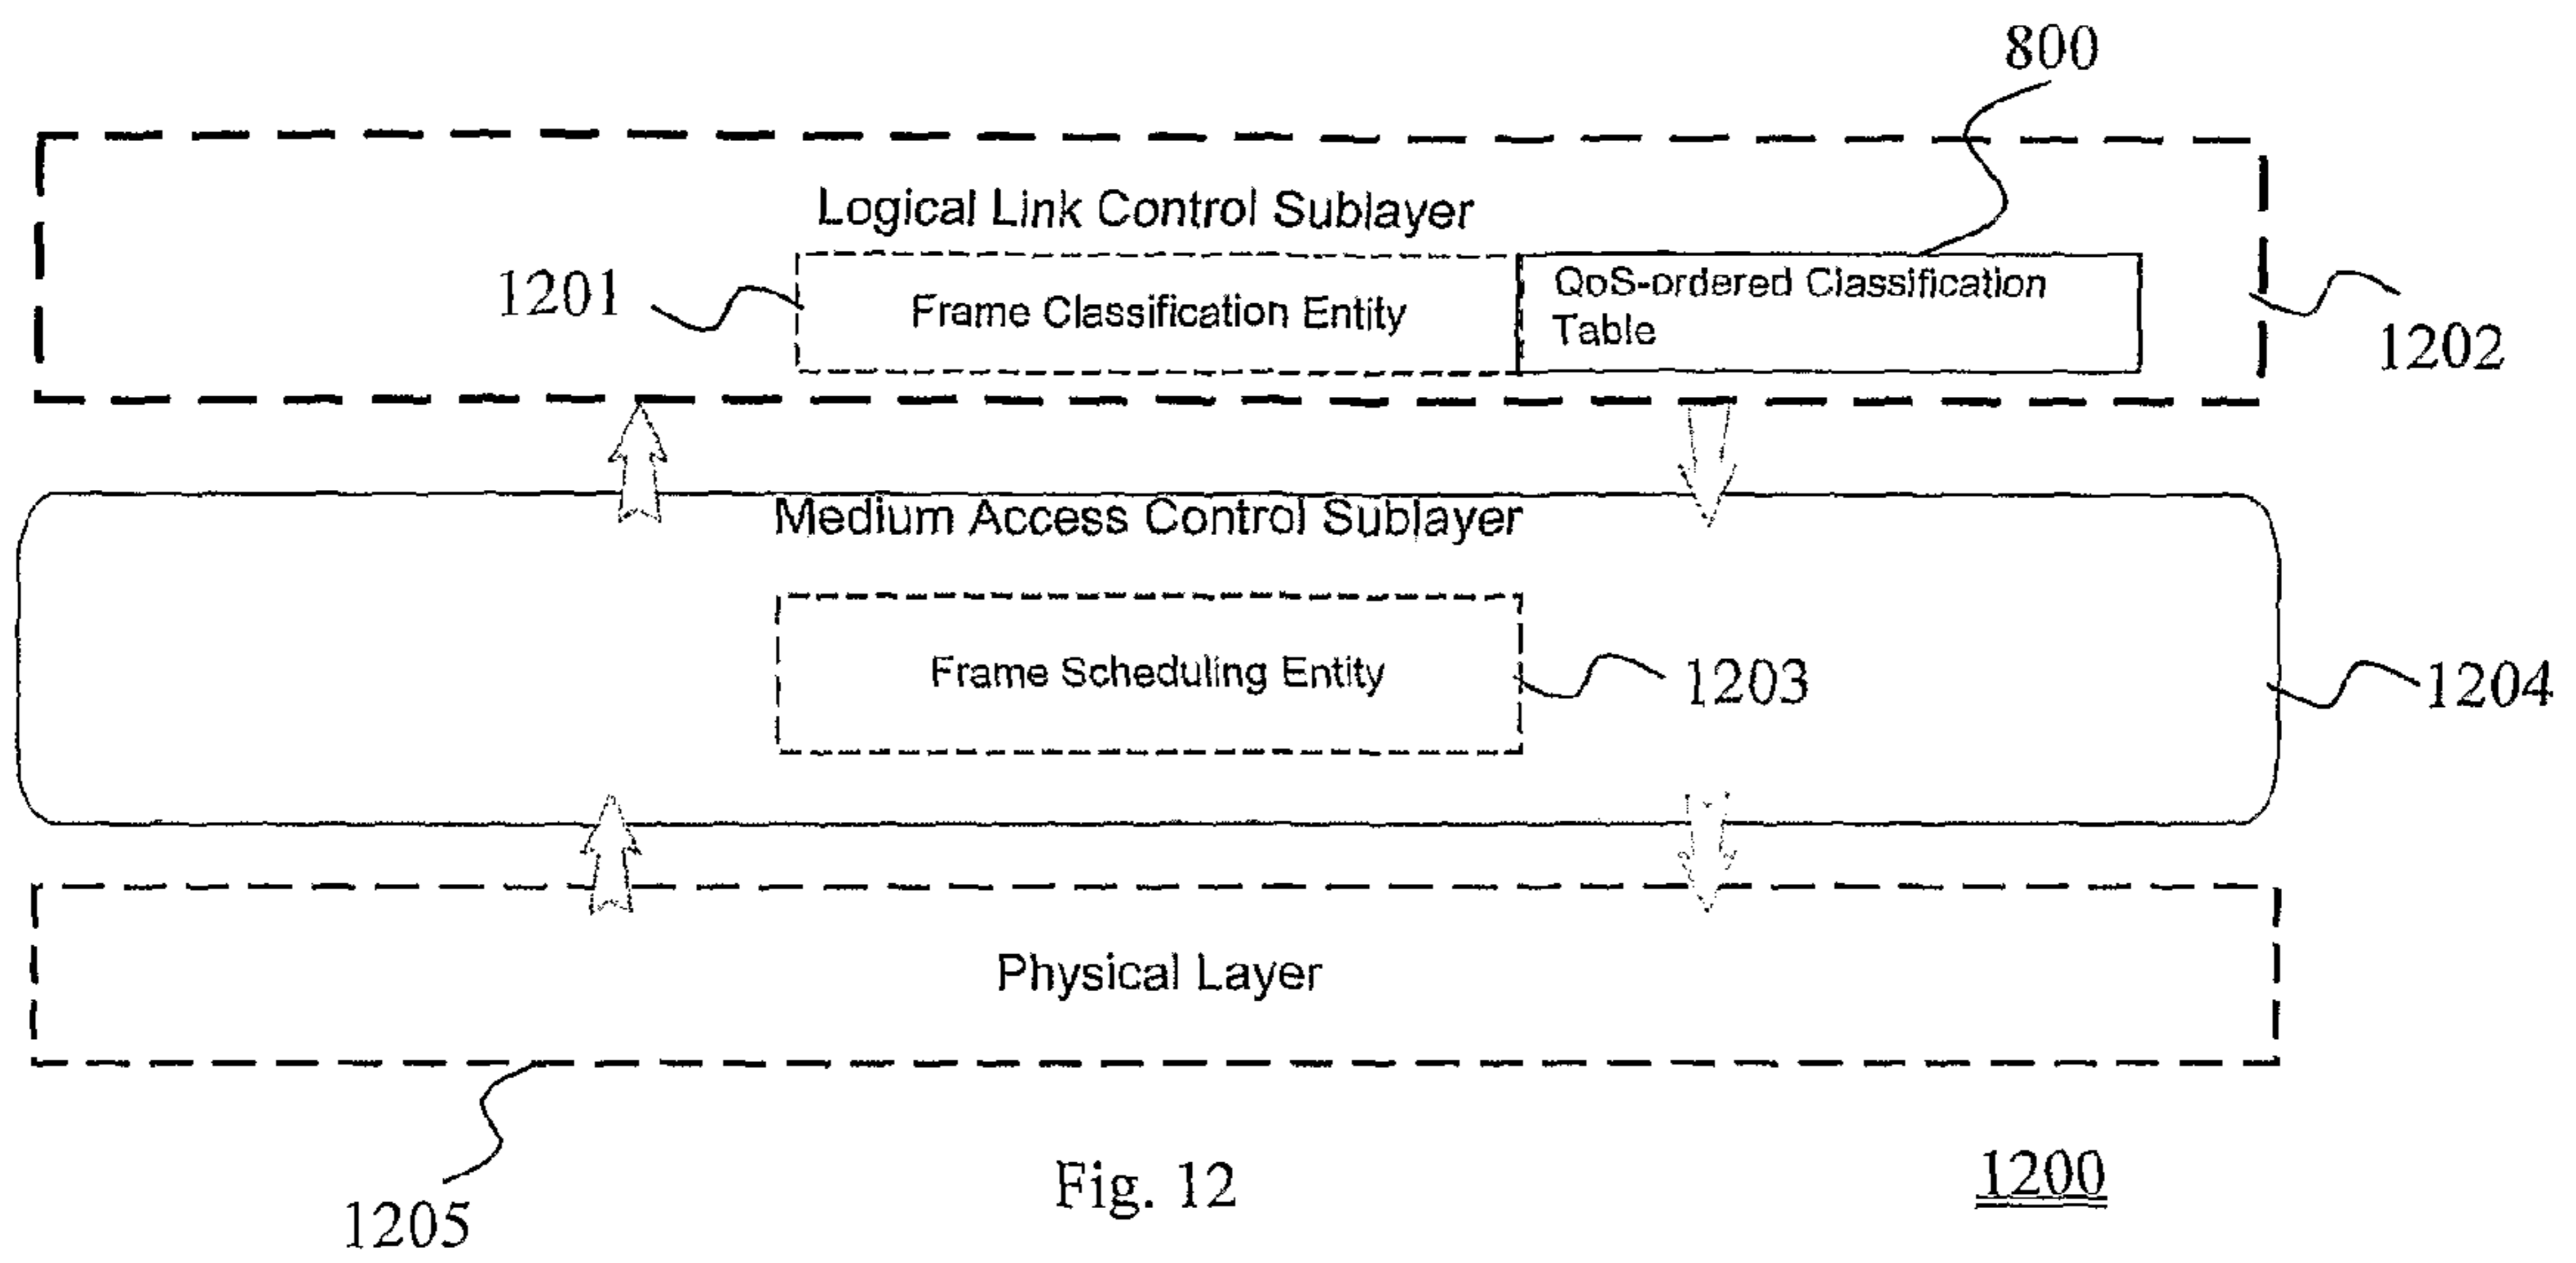 800
Logical Link Control Sublayer
1201
Frame Classification Entity
QoS-ordered Classification
Table
1202
Medium Access Control Sublayer
Frame Scheduling Entity
1203
1204
Physical Layer
1205
Fig. 12
1200